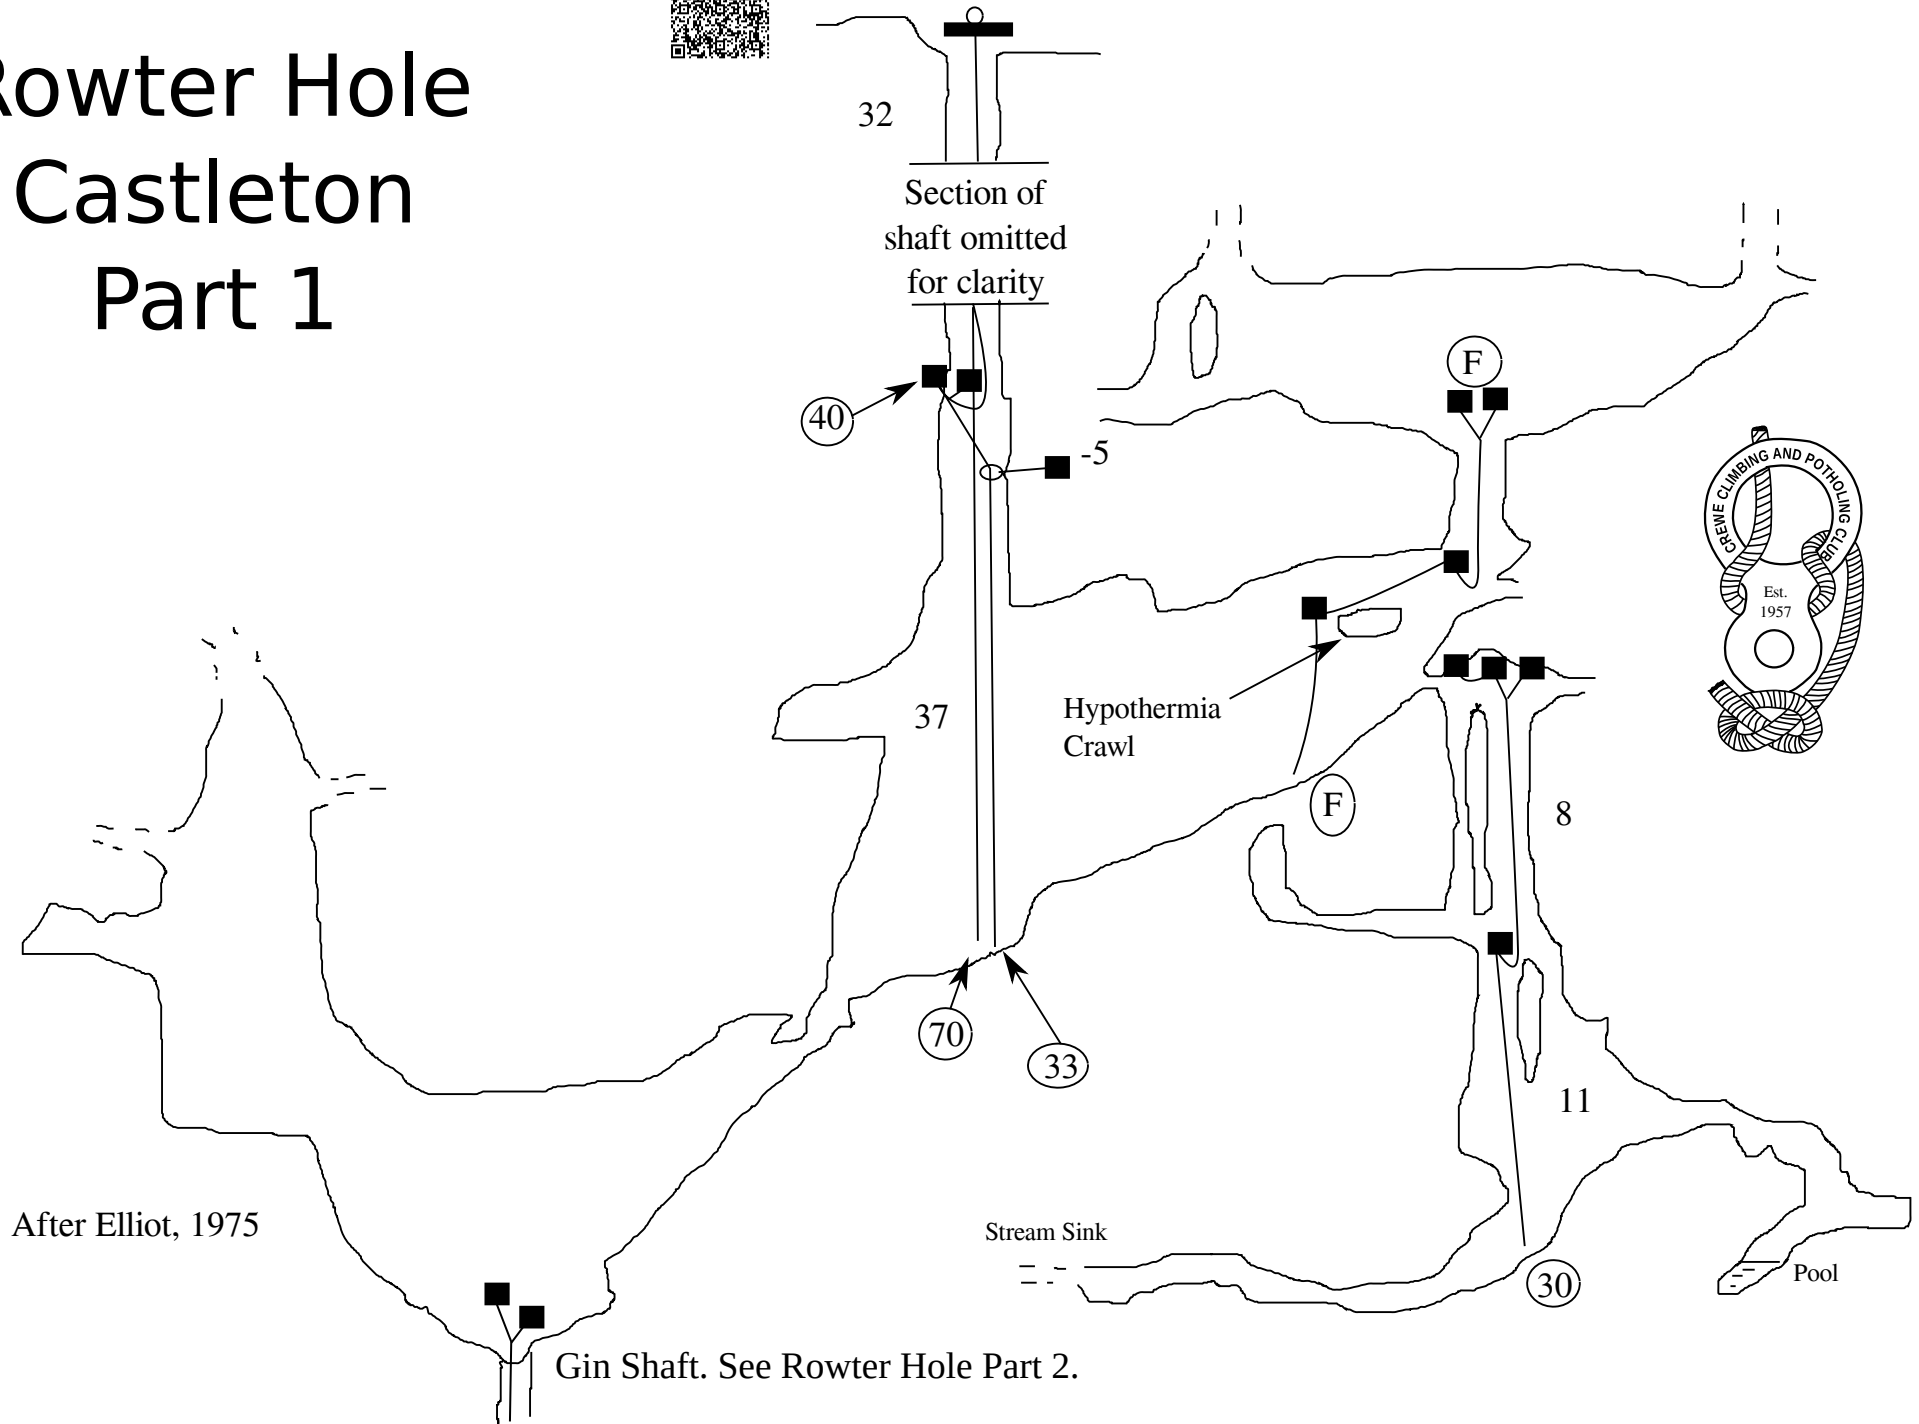 Rowter Hole
Castleton
Part 1
32
Section of
shaft omitted
for clarity
40
-5
F
CREWE CLIMBING AND POTHOLING CLUB
Est.
1957
37
Hypothermia
Crawl
F
8
70
33
11
After Elliot, 1975
Stream Sink
30
Pool
Gin Shaft. See Rowter Hole Part 2.